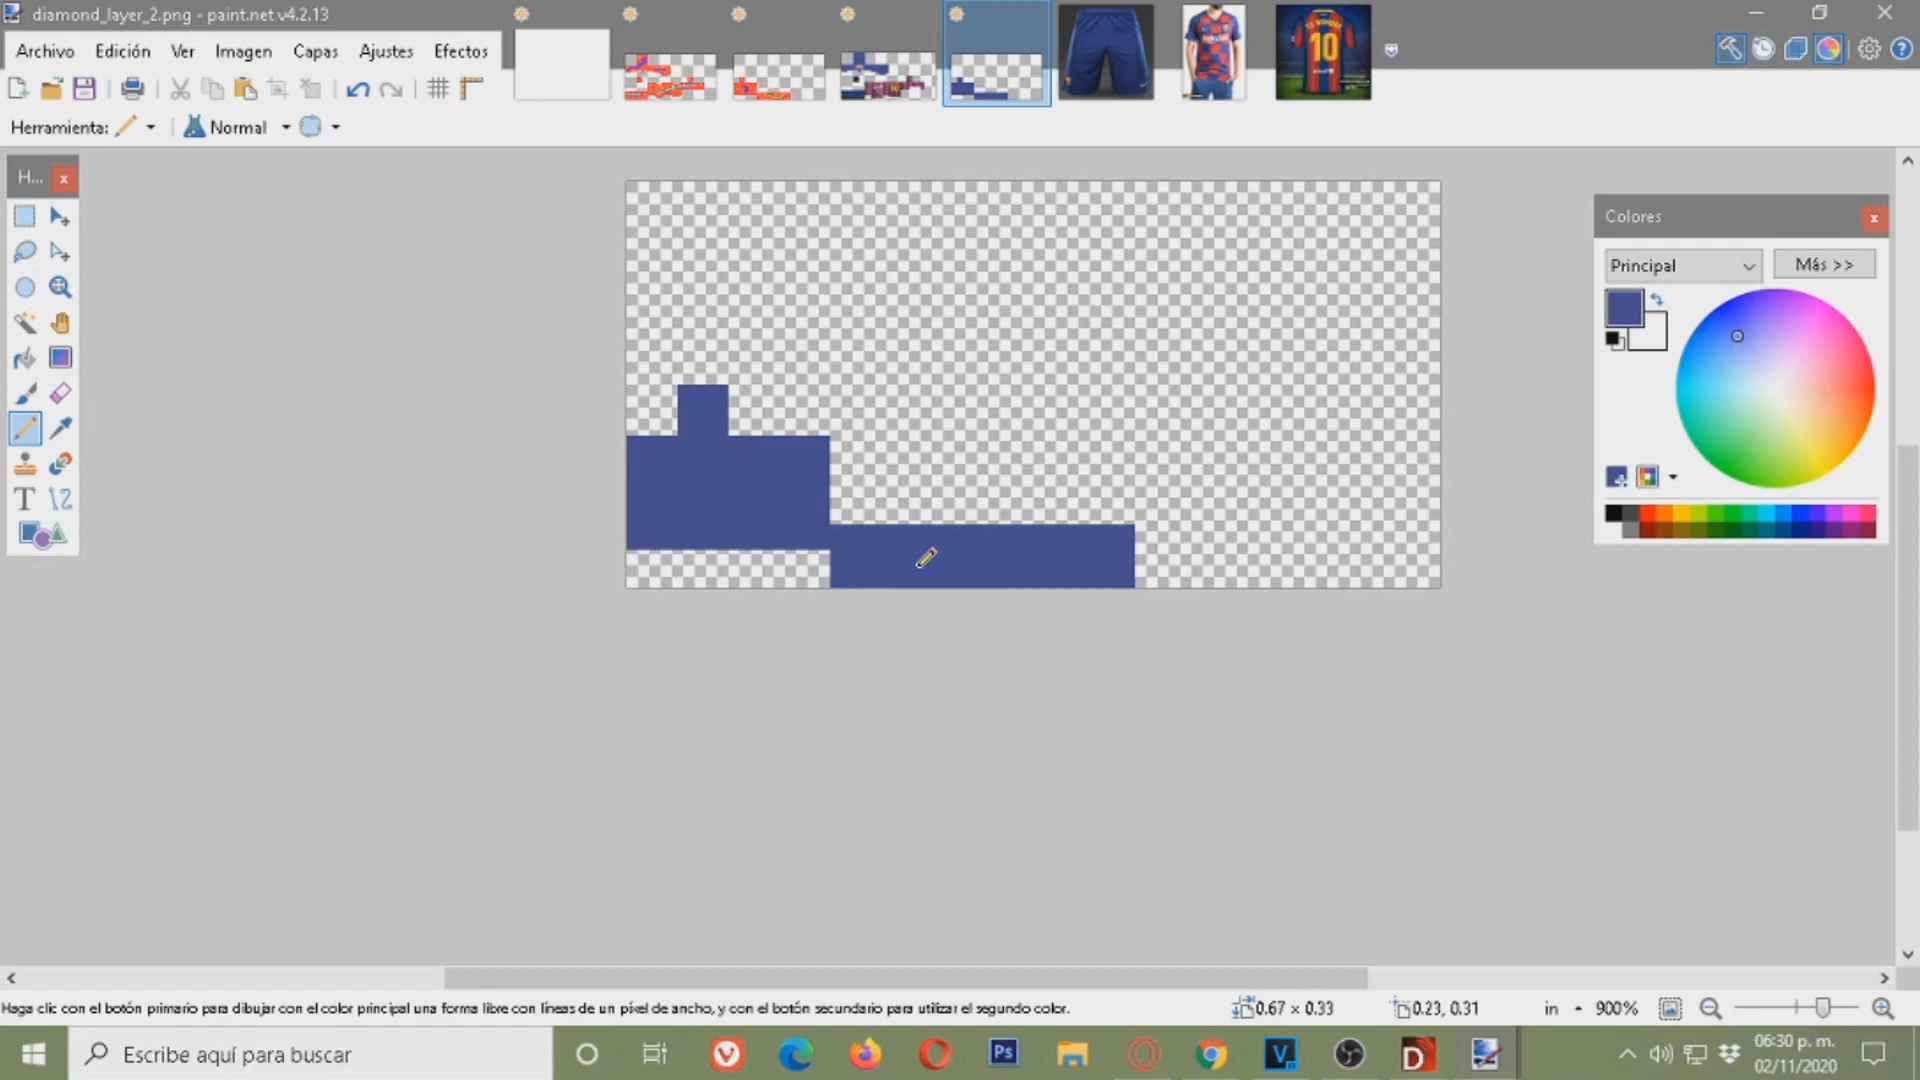 diamond_layer_2.png - paint.net v4.2.13
Archivo Edición Ver Imagen Capas Ajustes Efectos
10
Herramienta: Normal
H...
T
Colores
Principal Más >>
Haga clic con el botón primario para dibujar con el color principal una forma libre con líneas de un píxel de ancho, y con el botón secundario para utilizar el segundo color.
0.67 × 0.33 0.23, 0.31 in 900%
Escribe aquí para buscar
Ps
V
D
06:30 p. m.
02/11/2020